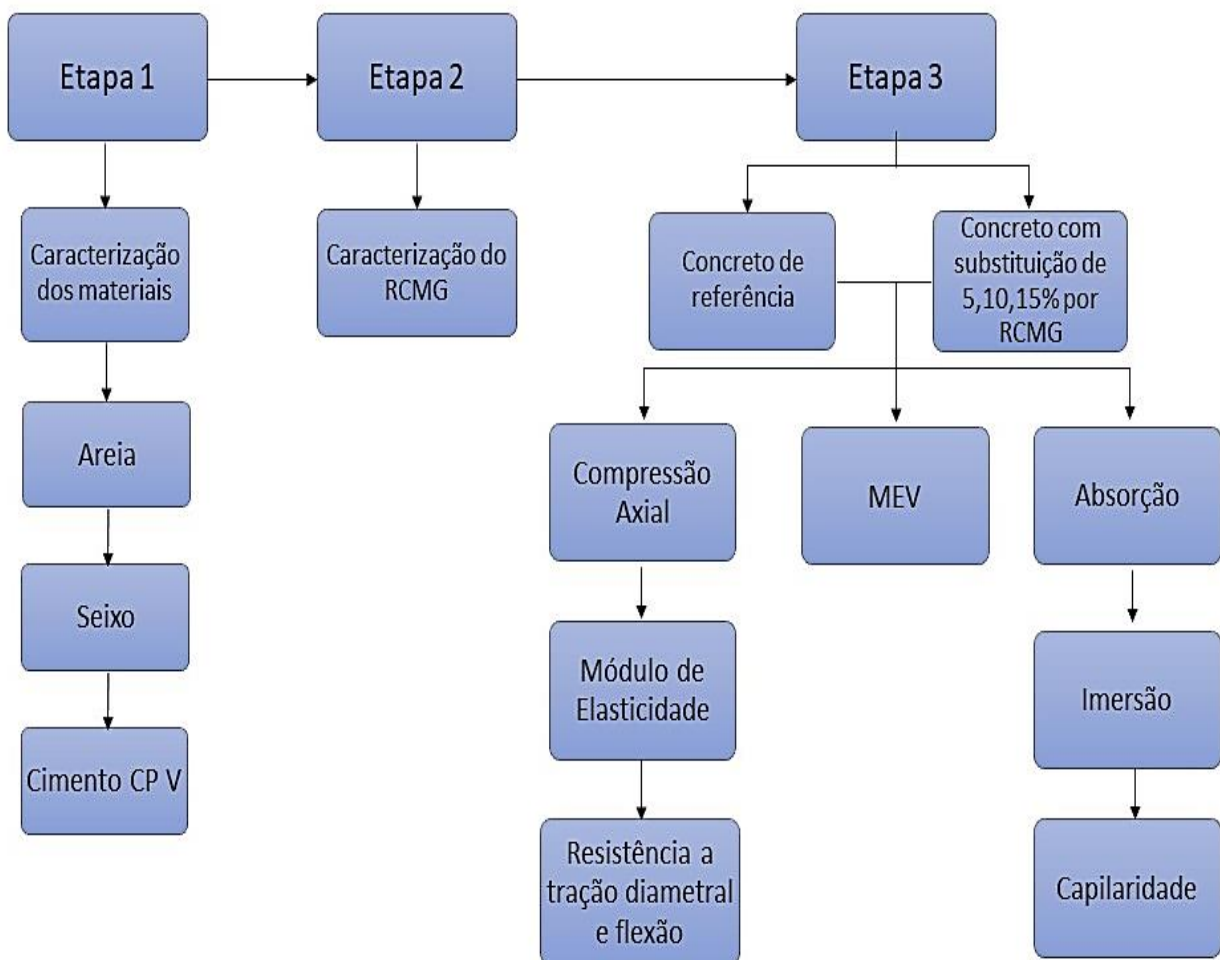 Etapa 1
Etapa 2
Etapa 3
Caracterização
dos materiais
Caracterização do
RCMG
Concreto de
referência
Concreto com
substituição de
5,10,15% por
RCMG
Areia
Compressão
Axial
MEV
Absorção
Seixo
Módulo de
Elasticidade
Imersão
Cimento CP V
Resistência a
tração diametral
e flexão
Capilaridade